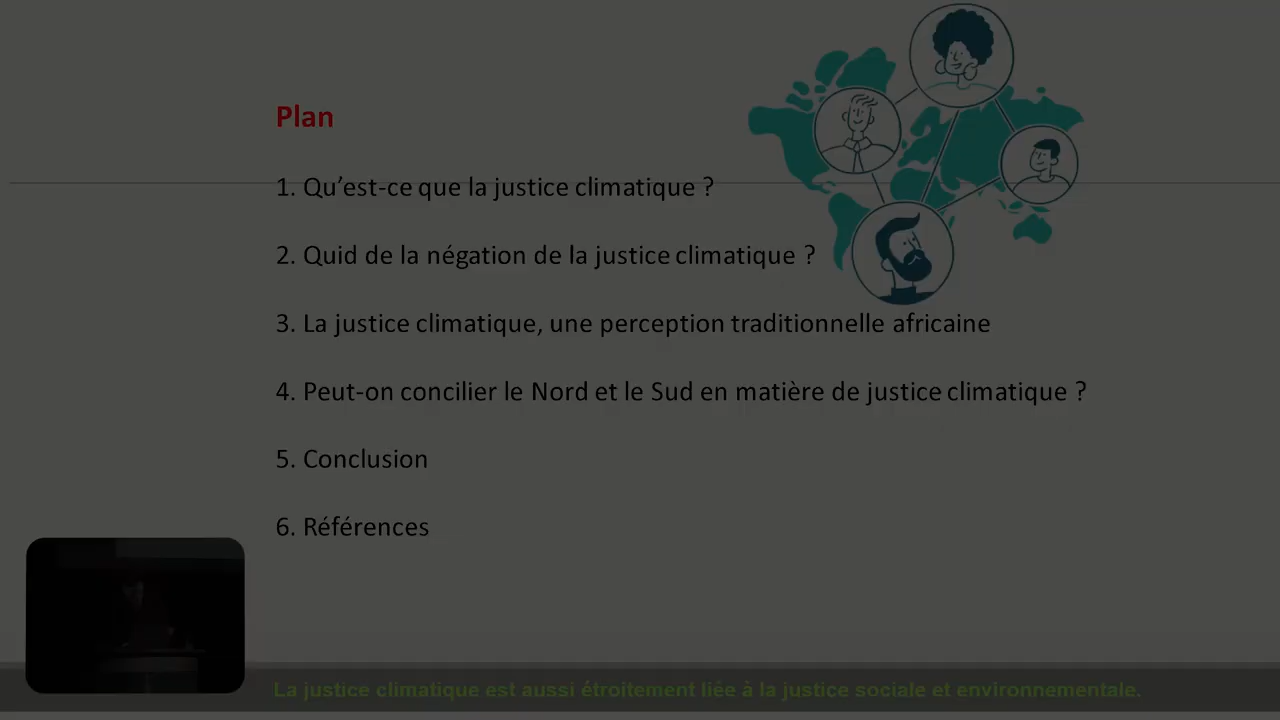 Plan
1. Qu’est-ce que la justice climatique ?
2. Quid de la négation de la justice climatique ?
3. La justice climatique, une perception traditionnelle africaine
4. Peut-on concilier le Nord et le Sud en matière de justice climatique ?
5. Conclusion
6. Références
La justice climatique est aussi étroitement liée à la justice sociale et environnementale.